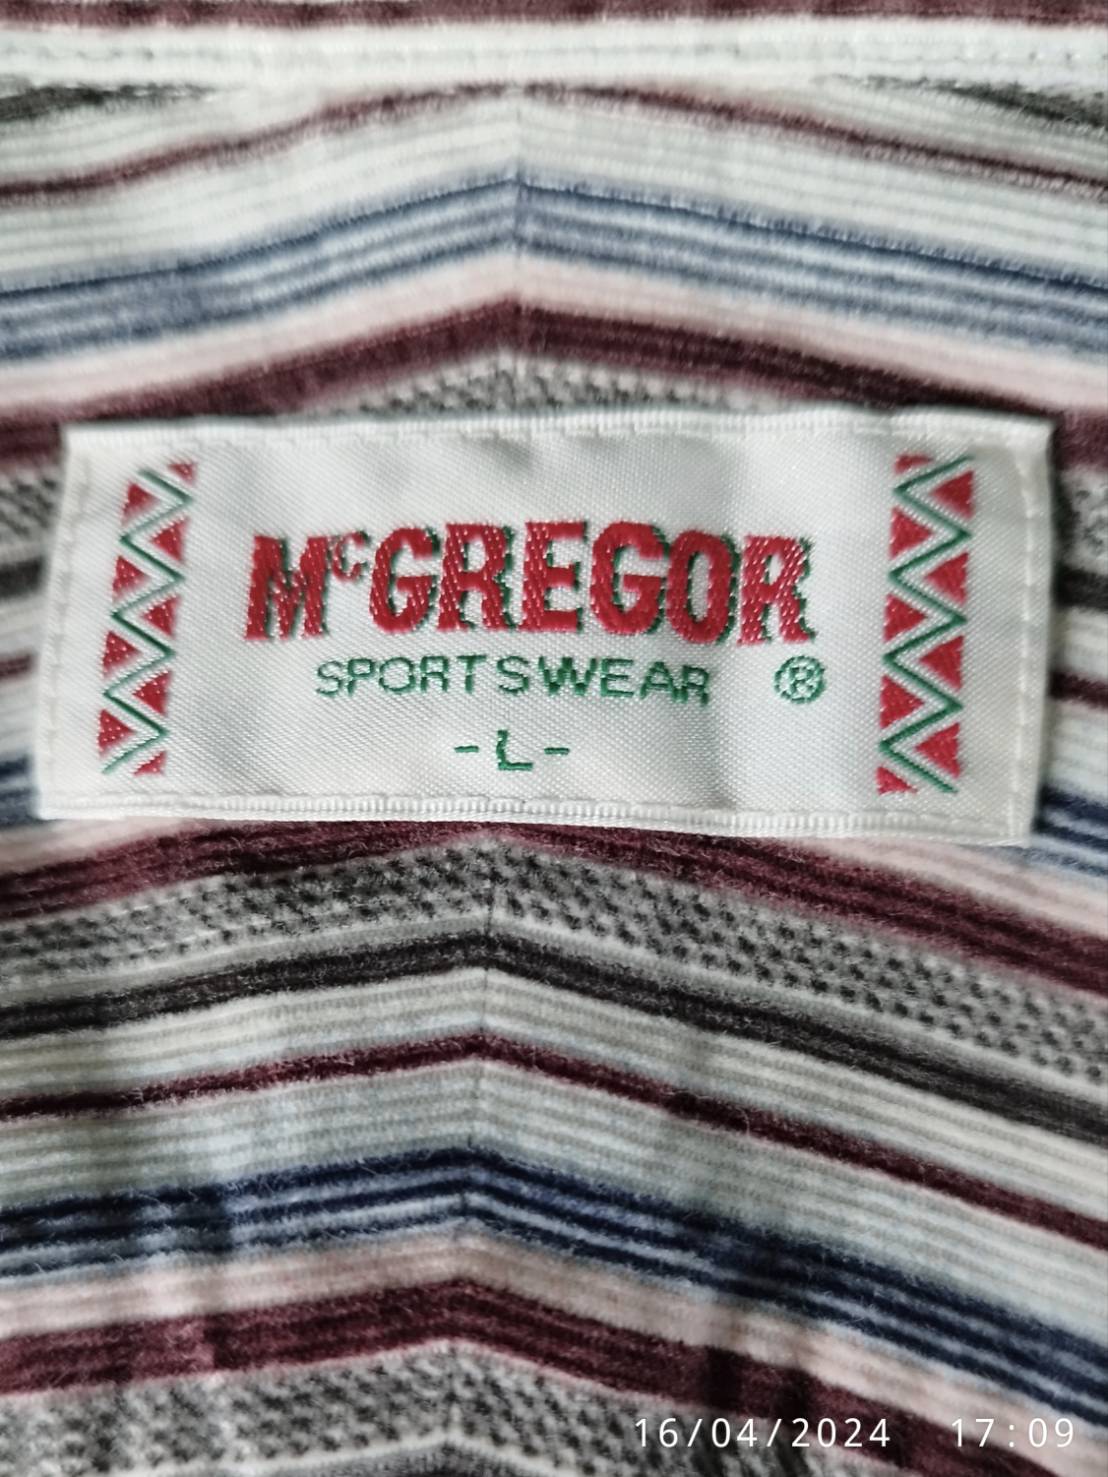 McGREGOR
SPORTSWEAR ®
-L-
16/04/2024 17:09